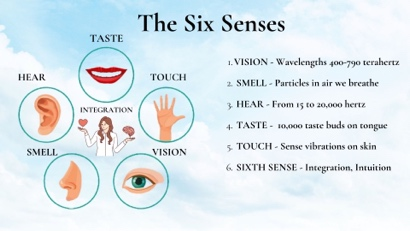 The Six Senses
TASTE
HEAR
TOUCH
INTEGRATION
SMELL
VISION
1. VISION - Wavelengths 400-790 terahertz
2. SMELL - Particles in air we breathe
3. HEAR - From 15 to 20,000 hertz
4. TASTE - 10,000 taste buds on tongue
5. TOUCH - Sense vibrations on skin
6. SIXTH SENSE - Integration, Intuition